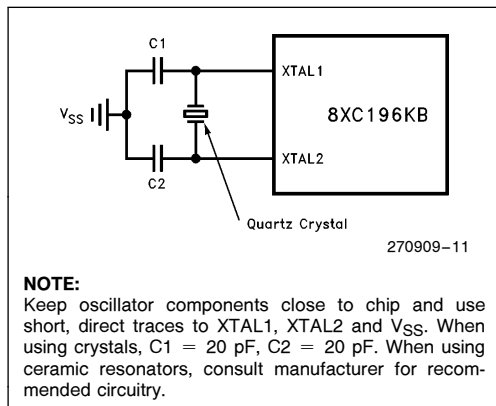 C1
XTAL1
8XC196KB
VSS
XTAL2
C2
Quartz Crystal
270909-11
NOTE:
Keep oscillator components close to chip and use
short, direct traces to XTAL1, XTAL2 and VSS. When
using crystals, C1 = 20 pF, C2 = 20 pF. When using
ceramic resonators, consult manufacturer for recom-
mended circuitry.